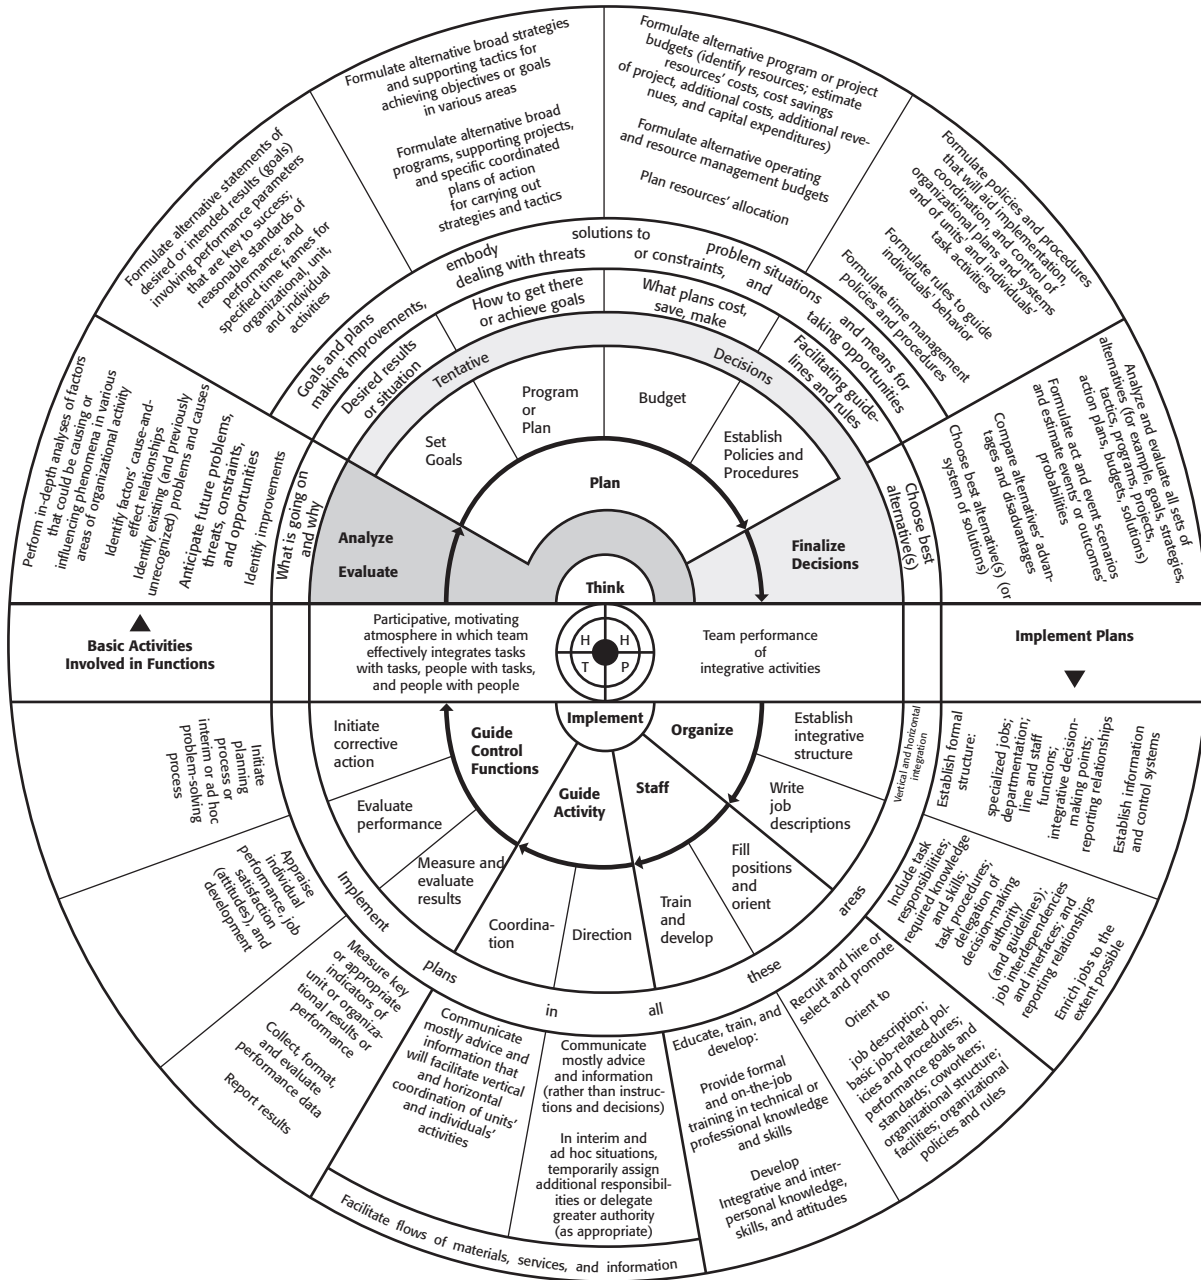 Formulate alternative broad strategies
and supporting tactics for
achieving objectives or goals
in various areas
Formulate alternative broad
programs, supporting projects,
and specific coordinated
plans of action
for carrying out
strategies and tactics
Formulate alternative program or project
budgets (identify resources; estimate
resources' costs, cost savings
of project, additional costs, additional reve-
nues, and capital expenditures)
Formulate alternative operating
and resource management budgets
Plan resources' allocation
Formulate alternative statements of
desired or intended results (goals)
involving performance parameters
that are key to success;
reasonable standards of
performance; and
specified time frames for
organizational, unit,
and individual
activities
Formulate policies and procedures
that will aid implementation,
coordination, and control of
organizational plans and systems
and of units' and individuals'
task activities
Formulate rules to guide
individuals' behavior
Formulate time management
policies and procedures
Perform in-depth analyses of factors
that could be causing or
influencing phenomena in various
areas of organizational activity
Identify factors' cause-and-
effect relationships
Identify existing (and previously
unrecognized) problems and causes
Anticipate future problems,
threats, constraints,
and opportunities
Identify improvements
Analyze and evaluate all sets of
alternatives (for example, goals, strategies,
tactics, programs, projects,
action plans, budgets, solutions)
Formulate act and event scenarios
and estimate events' or outcomes'
probabilities
Compare alternatives' advan-
tages and disadvantages
Choose best alternative(s) (or
system of solutions)
Goals and plans embody solutions to Problem situations and means for
making improvements, dealing with threats or constraints, and taking opportunities
What is going on
and why
Desired results
or situation
How to get there
or achieve goals
What plans cost,
save, make
Facilitating guide-
lines and rules
Choose best
alternative(s)
Tentative Decisions
Set
Goals
Program
or
Plan
Budget
Establish
Policies and
Procedures
Plan
Analyze
Evaluate
Finalize
Decisions
Think
Basic Activities
Involved in Functions
Participative, motivating
atmosphere in which team
effectively integrates tasks
with tasks, people with tasks,
and people with people
H H
T P
Team performance
of
integrative activities
Implement Plans
Implement
Organize
Staff
Guide
Activity
Guide
Control
Functions
Establish
integrative
structure
Write
job
descriptions
Fill
positions
and
orient
Train
and
develop
Direction
Coordina-
tion
Measure and
evaluate
results
Evaluate
performance
Initiate
corrective
action
Vertical and horizontal
integration
Implement plans in all these areas
Establish formal
structure:
specialized jobs;
departmentation;
line and staff
functions;
integrative decision-
making points;
reporting relationships
Establish information
and control systems
Include task
responsibilities;
required knowledge
and skills;
task procedures;
delegation of
decision-making
authority
(and guidelines);
job interdependencies
and interfaces; and
reporting relationships
Enrich jobs to the
extent possible
Recruit and hire or
select and promote
Orient to
job description;
basic job-related pol-
icies and procedures;
performance goals and
standards; coworkers;
organizational structure;
facilities; organizational
policies and rules
Educate, train, and
develop:
Provide formal
and on-the-job
training in technical or
professional knowledge
and skills
Develop
Integrative and inter-
personal knowledge,
skills, and attitudes
Communicate
mostly advice
and information
(rather than instruc-
tions and decisions)
In interim and
ad hoc situations,
temporarily assign
additional responsibil-
ities or delegate
greater authority
(as appropriate)
Communicate
mostly advice and
information that
will facilitate vertical
and horizontal
coordination of units'
and individuals'
activities
Facilitate flows of materials, services, and information
Measure key
or appropriate
indicators of
unit or organiza-
tional results or
performance
Collect, format,
and evaluate
performance data
Report results
Appraise
individual
performance, job
satisfaction
(attitudes), and
development
Initiate
planning
process or
interim or ad hoc
problem-solving
process